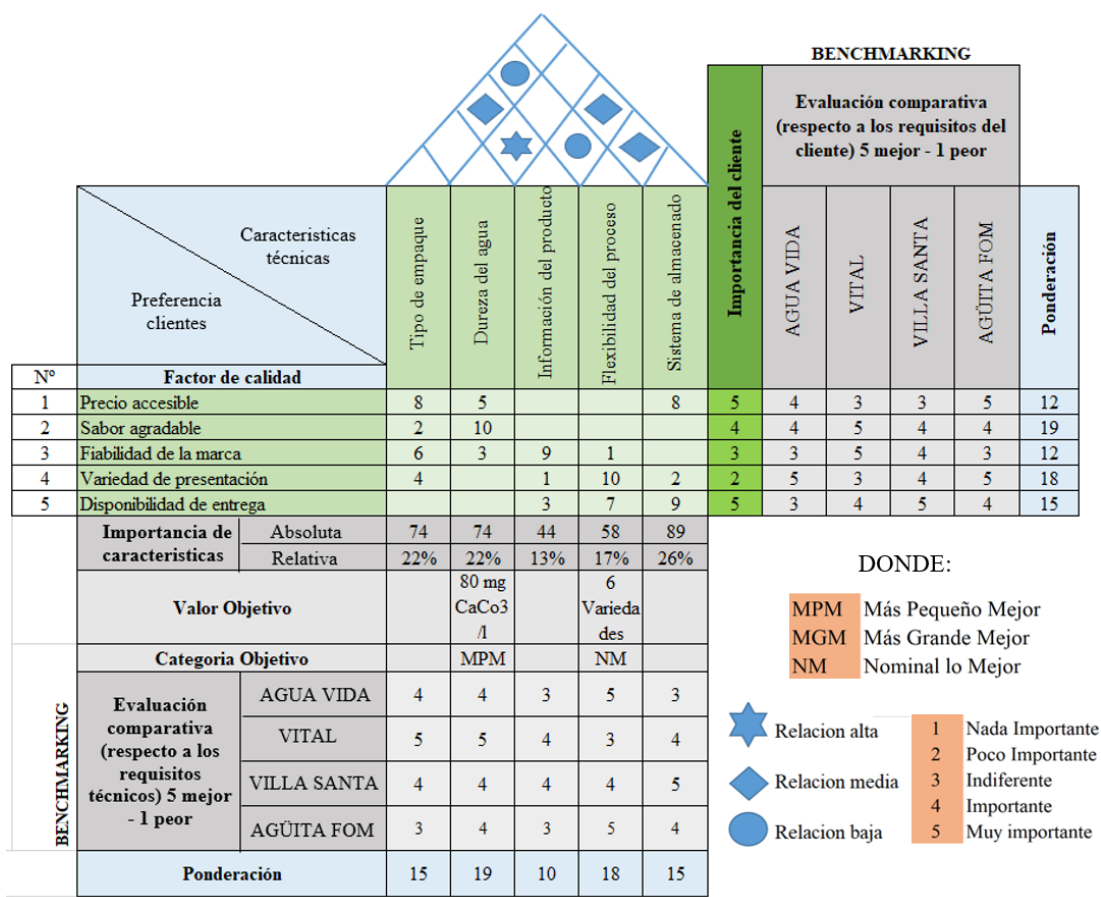 BENCHMARKING
Evaluación comparativa
(respecto a los requisitos del
cliente) 5 mejor - 1 peor
Importancia del cliente
AGUA VIDA
VITAL
VILLA SANTA
AGÜITA FOM
Ponderación
Caracteristicas
técnicas
Preferencia
clientes
Tipo de empaque
Dureza del agua
Información del producto
Flexibilidad del proceso
Sistema de almacenado
Nº Factor de calidad
1 Precio accesible 8 5 8 5 4 3 3 5 12
2 Sabor agradable 2 10 4 4 5 4 4 19
3 Fiabilidad de la marca 6 3 9 1 3 3 5 4 3 12
4 Variedad de presentación 4 1 10 2 2 5 3 4 5 18
5 Disponibilidad de entrega 3 7 9 5 3 4 5 4 15
Importancia de
caracteristicas
Absoluta 74 74 44 58 89
Relativa 22% 22% 13% 17% 26%
Valor Objetivo
80 mg
CaCo3
/l
6
Varieda
des
Categoria Objetivo MPM NM
BENCHMARKING
Evaluación
comparativa
(respecto a los
requisitos
técnicos) 5 mejor
- 1 peor
AGUA VIDA 4 4 3 5 3
VITAL 5 5 4 3 4
VILLA SANTA 4 4 4 4 5
AGÜITA FOM 3 4 3 5 4
Ponderación 15 19 10 18 15
DONDE:
MPM Más Pequeño Mejor
MGM Más Grande Mejor
NM Nominal lo Mejor
Relacion alta
Relacion media
Relacion baja
1 Nada Importante
2 Poco Importante
3 Indiferente
4 Importante
5 Muy importante